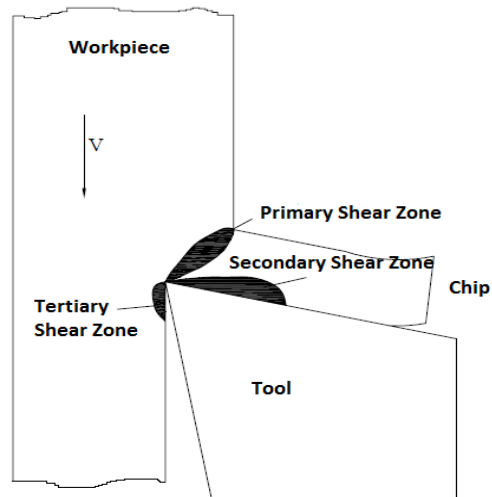 Workpiece
V
Primary Shear Zone
Secondary Shear Zone
Chip
Tertiary
Shear Zone
Tool